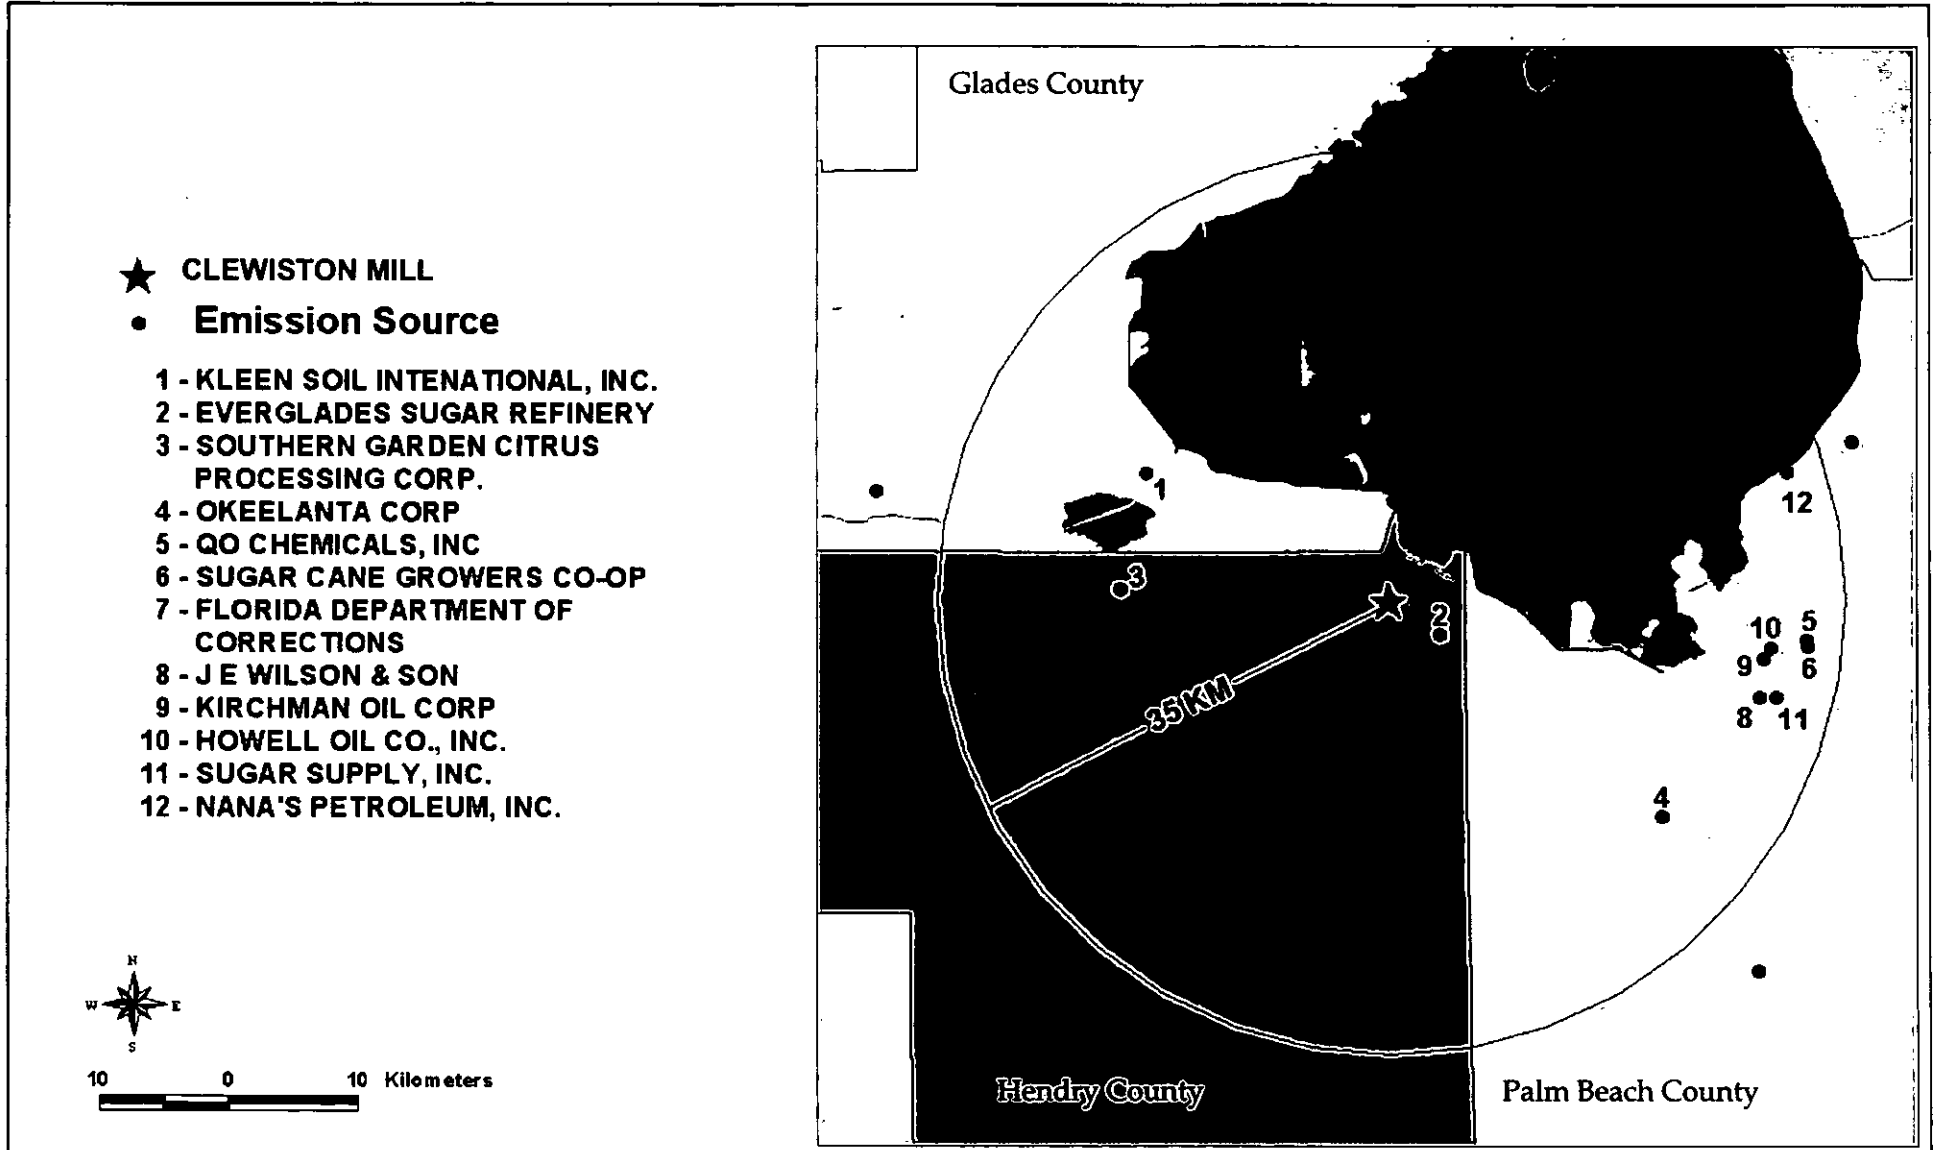 CLEWISTON MILL
Emission Source
1 - KLEEN SOIL INTENATIONAL, INC.
2 - EVERGLADES SUGAR REFINERY
3 - SOUTHERN GARDEN CITRUS
PROCESSING CORP.
4 - OKEELANTA CORP
5 - QO CHEMICALS, INC
6 - SUGAR CANE GROWERS CO-OP
7 - FLORIDA DEPARTMENT OF
CORRECTIONS
8 - J E WILSON & SON
9 - KIRCHMAN OIL CORP
10 - HOWELL OIL CO., INC.
11 - SUGAR SUPPLY, INC.
12 - NANA'S PETROLEUM, INC.
N
W E
S
10 0 10 Kilometers
Glades County
1
12
3
2
10 5
9 6
35 KM
8 11
4
Hendry County
Palm Beach County